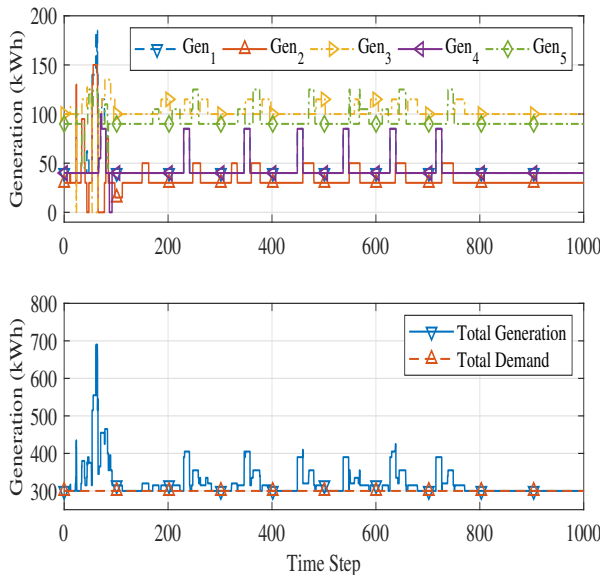 Generation (kWh)
200
150
100
50
0
Gen1 Gen2 Gen3 Gen4 Gen5
0 200 400 600 800 1000
Generation (kWh)
800
700
600
500
400
300
Total Generation
Total Demand
0 200 400 600 800 1000
Time Step